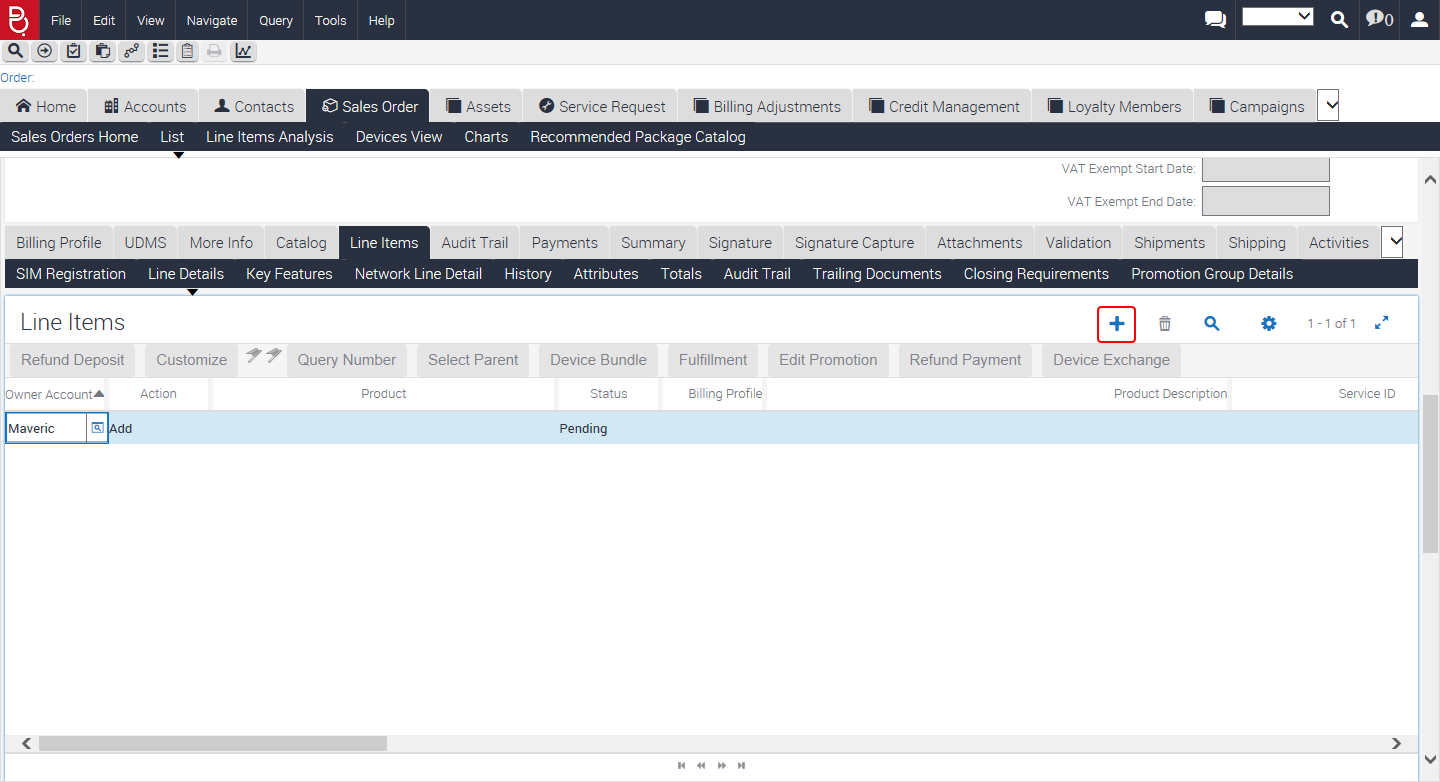 File Edit View Navigate Query Tools Help 0
Order:
Home Accounts Contacts Sales Order Assets Service Request Billing Adjustments Credit Management Loyalty Members Campaigns
Sales Orders Home List Line Items Analysis Devices View Charts Recommended Package Catalog
VAT Exempt Start Date:
VAT Exempt End Date:
Billing Profile UDMS More Info Catalog Line Items Audit Trail Payments Summary Signature Signature Capture Attachments Validation Shipments Shipping Activities
SIM Registration Line Details Key Features Network Line Detail History Attributes Totals Audit Trail Trailing Documents Closing Requirements Promotion Group Details
Line Items 1 - 1 of 1
Refund Deposit Customize Query Number Select Parent Device Bundle Fulfillment Edit Promotion Refund Payment Device Exchange
Owner Account Action Product Status Billing Profile Product Description Service ID
Maveric Add Pending